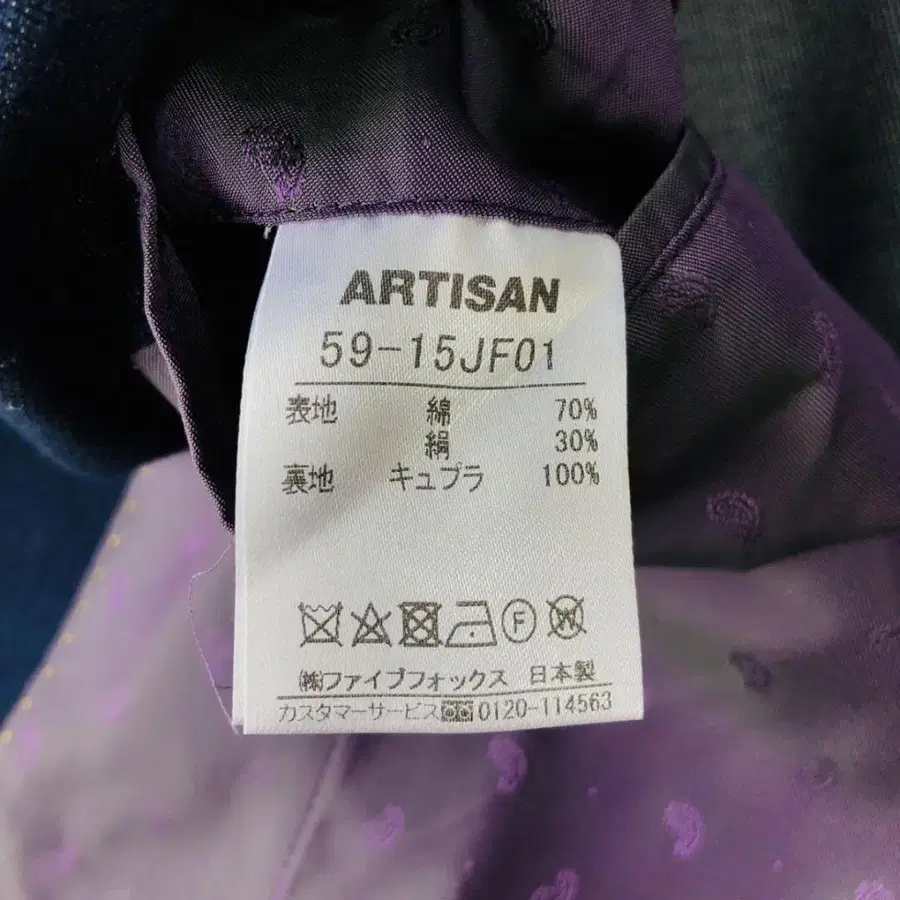 ARTISAN
59-15JF01
表地 綿 70%
絹 30%
裏地 キュプラ 100%
F W
㈱ファイブフォックス 日本製
カスタマーサービス 0120-114563